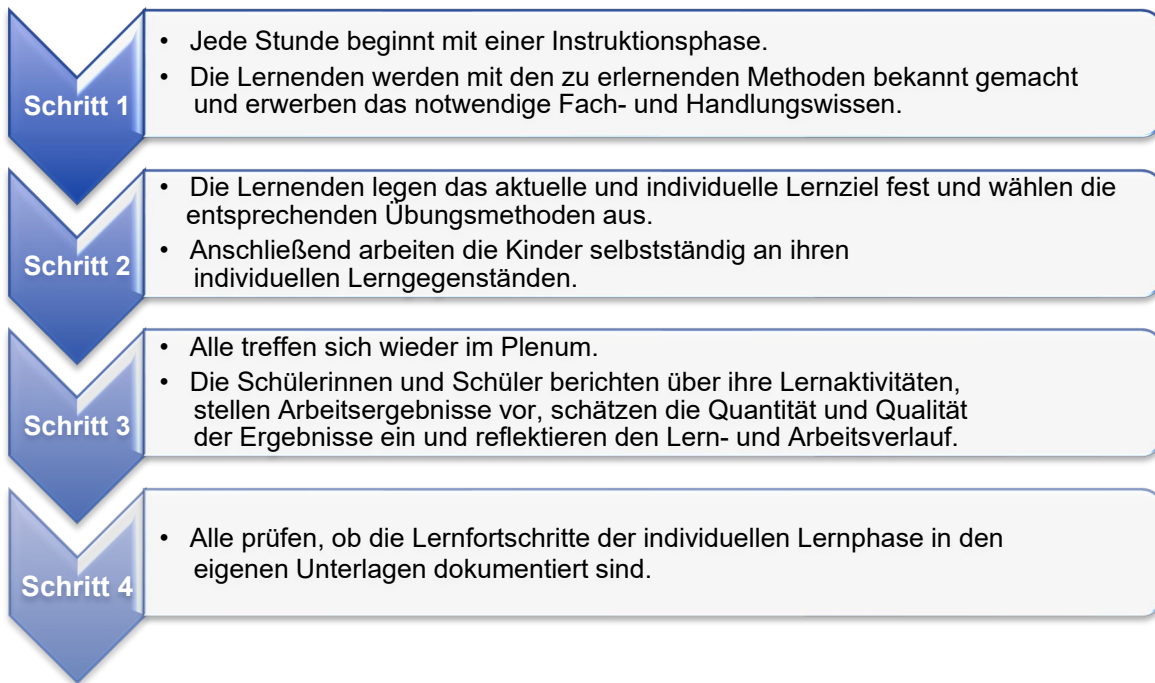 Schritt 1
• Jede Stunde beginnt mit einer Instruktionsphase.
• Die Lernenden werden mit den zu erlernenden Methoden bekannt gemacht
und erwerben das notwendige Fach- und Handlungswissen.
Schritt 2
• Die Lernenden legen das aktuelle und individuelle Lernziel fest und wählen die
entsprechenden Übungsmethoden aus.
• Anschließend arbeiten die Kinder selbstständig an ihren
individuellen Lerngegenständen.
Schritt 3
• Alle treffen sich wieder im Plenum.
• Die Schülerinnen und Schüler berichten über ihre Lernaktivitäten,
stellen Arbeitsergebnisse vor, schätzen die Quantität und Qualität
der Ergebnisse ein und reflektieren den Lern- und Arbeitsverlauf.
Schritt 4
• Alle prüfen, ob die Lernfortschritte der individuellen Lernphase in den
eigenen Unterlagen dokumentiert sind.